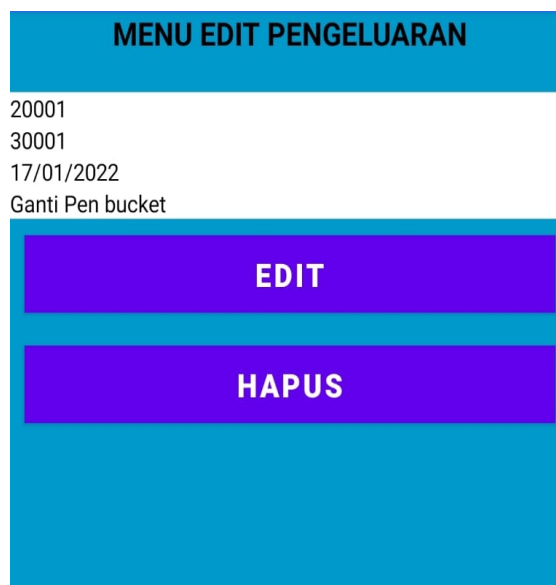 MENU EDIT PENGELUARAN
20001
30001
17/01/2022
Ganti Pen bucket
EDIT
HAPUS